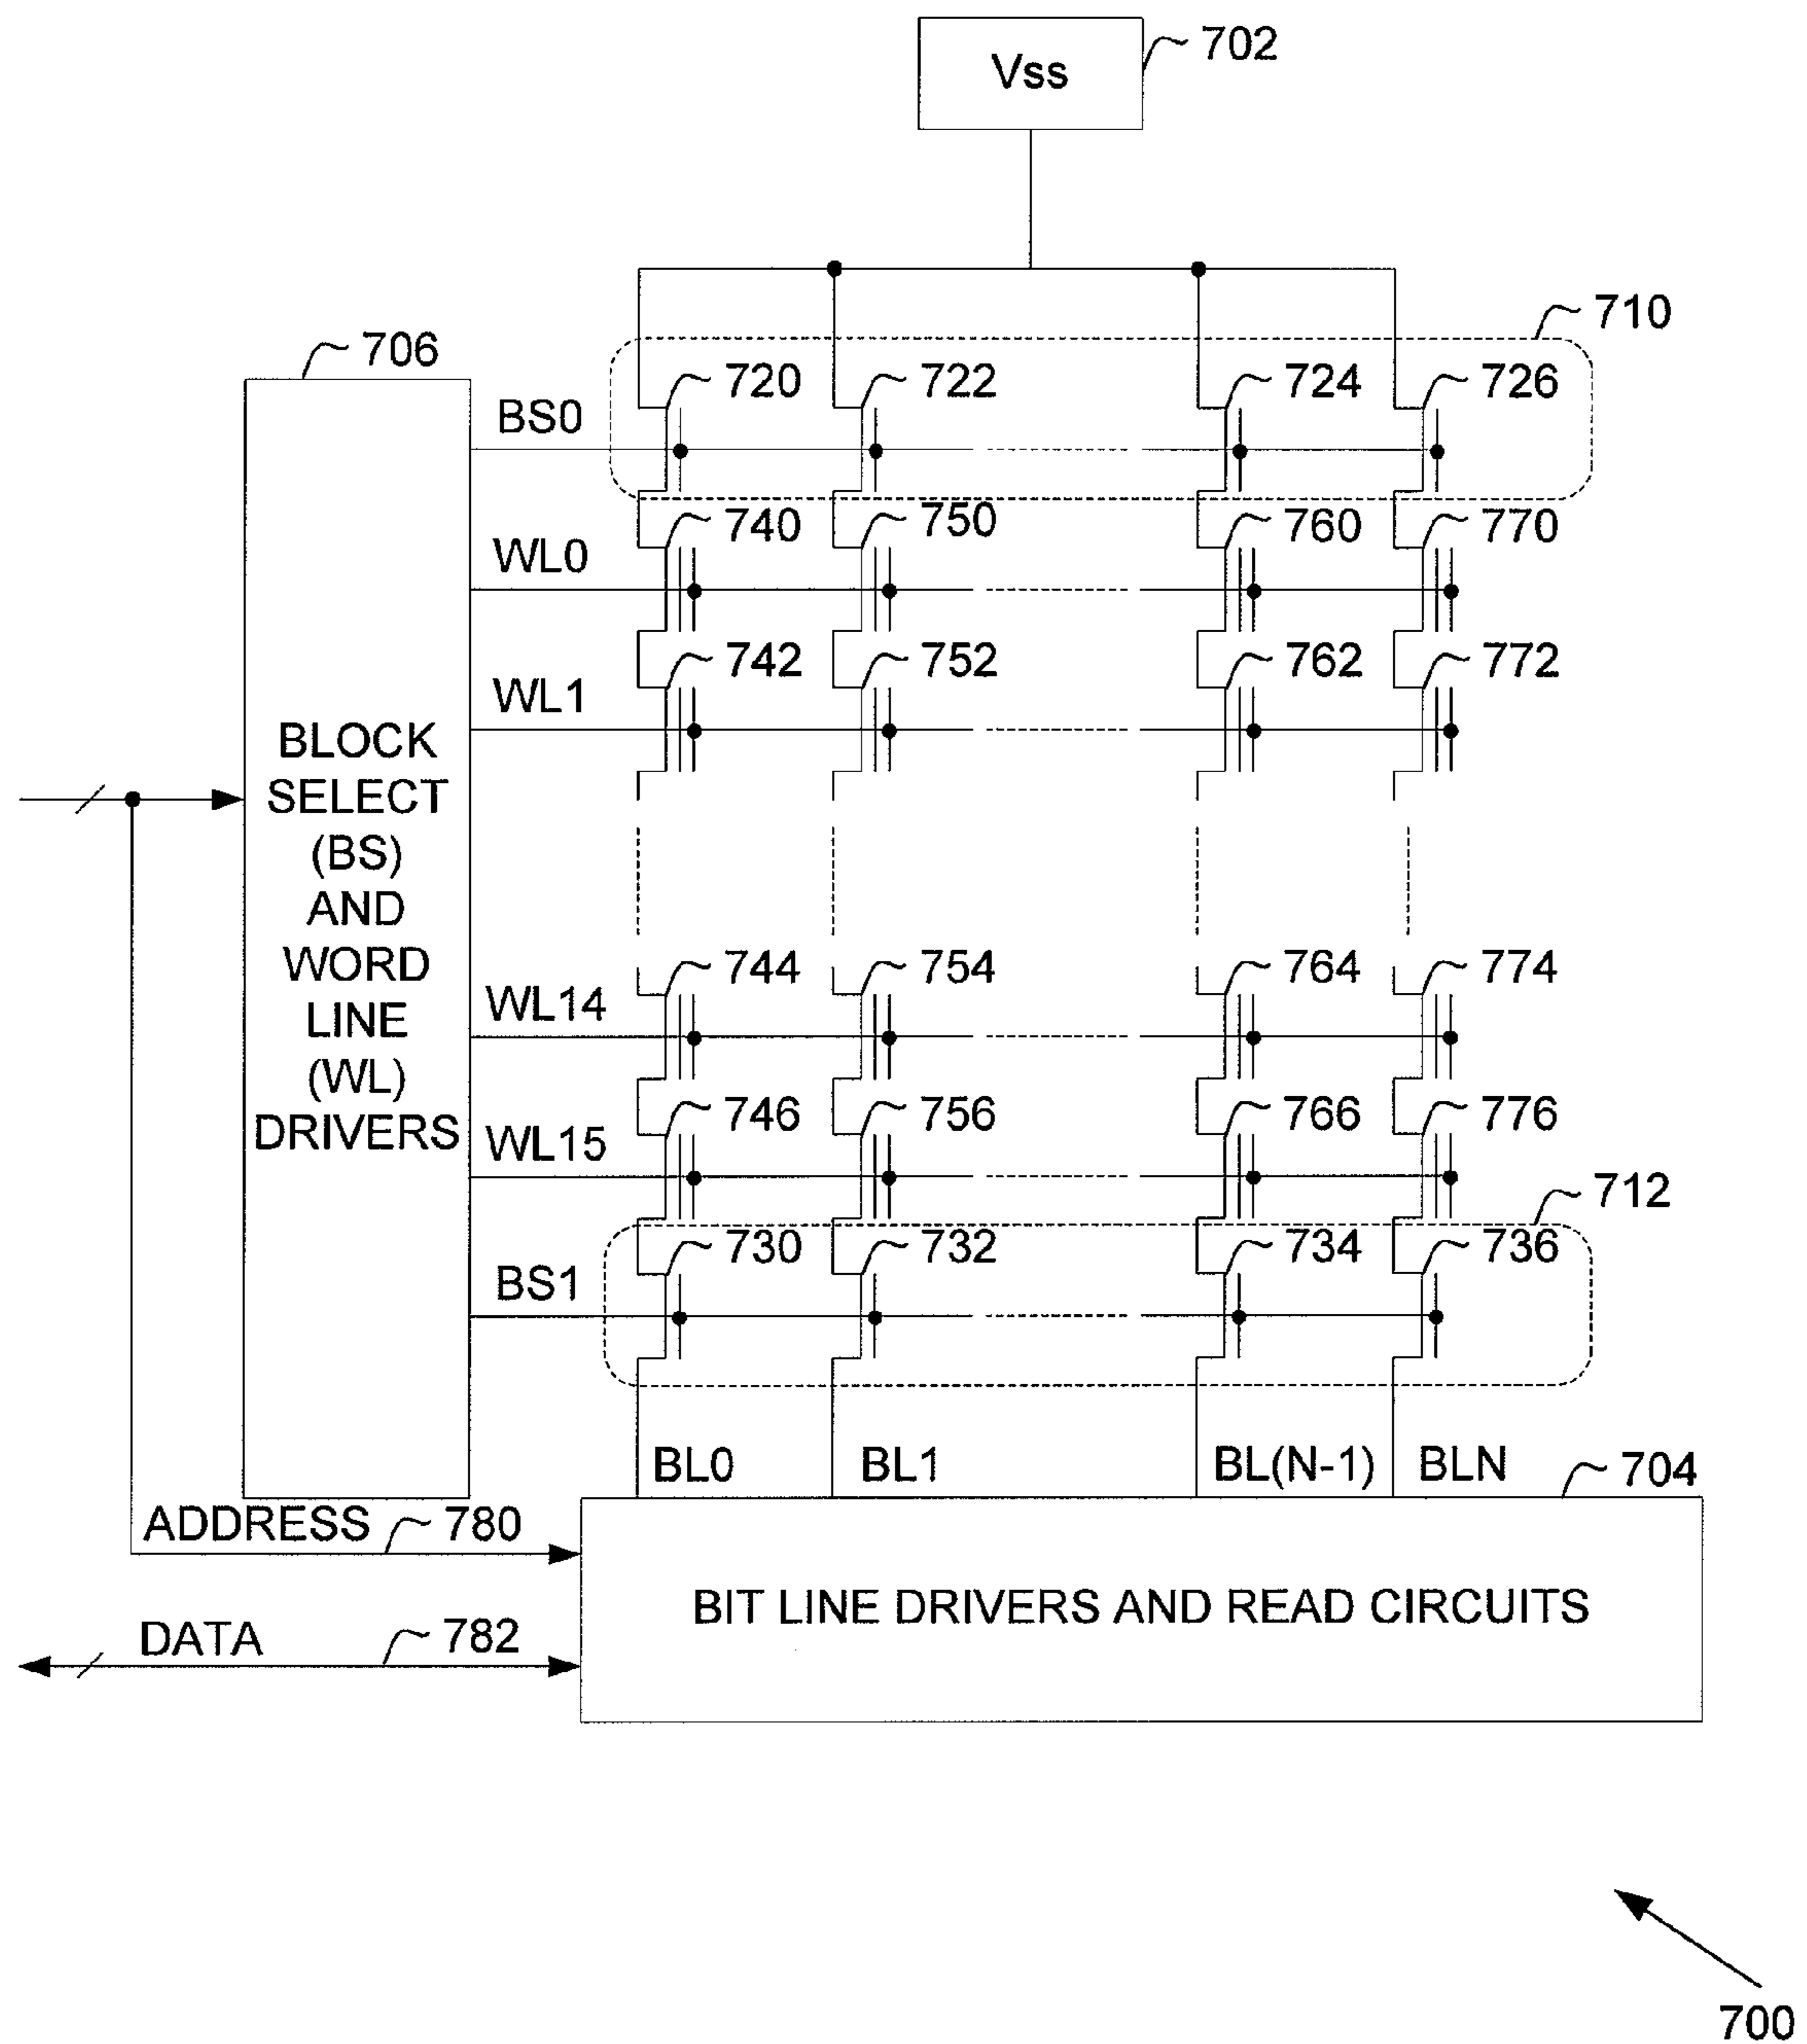 Vss
702
710
706
720
722
724
726
BS0
740
750
760
770
WL0
742
752
762
772
WL1
BLOCK
SELECT
(BS)
AND
WORD
LINE
(WL)
DRIVERS
744
754
764
774
WL14
746
756
766
776
WL15
712
730
732
734
736
BS1
BL0
BL1
BL(N-1)
BLN
704
ADDRESS
780
BIT LINE DRIVERS AND READ CIRCUITS
DATA
782
700